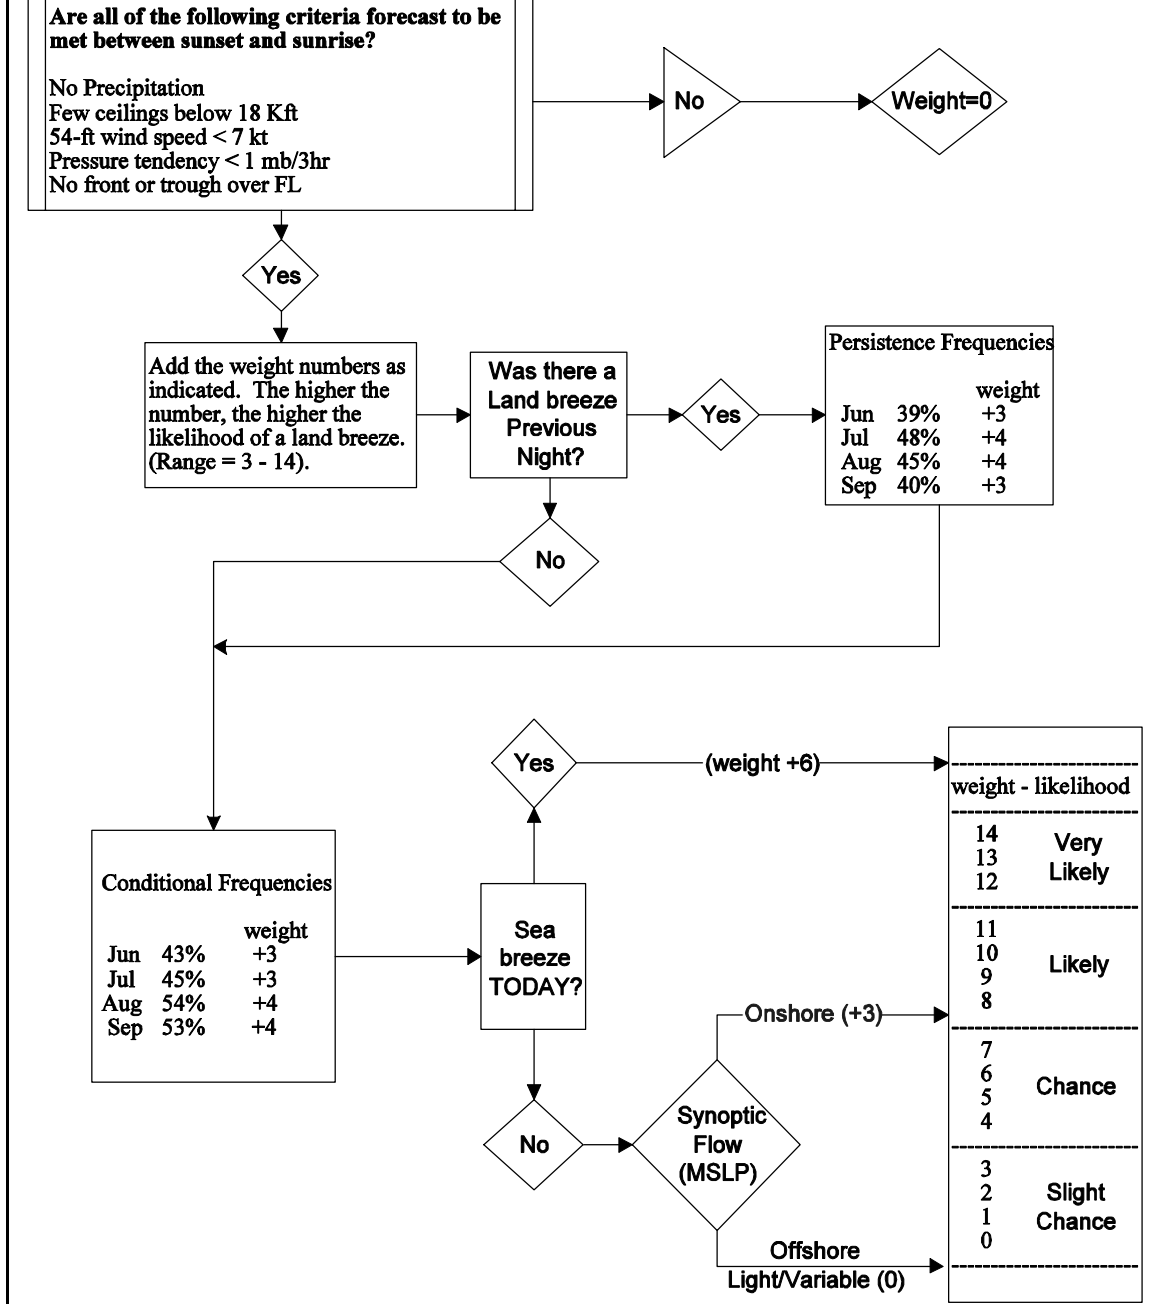 Are all of the following criteria forecast to be
met between sunset and sunrise?
No Precipitation
Few ceilings below 18 Kft
54-ft wind speed < 7 kt
Pressure tendency < 1 mb/3hr
No front or trough over FL
No
Weight=0
Yes
Add the weight numbers as
indicated. The higher the
number, the higher the
likelihood of a land breeze.
(Range = 3 - 14).
Was there a
Land breeze
Previous
Night?
Yes
Persistence Frequencies
weight
Jun 39% +3
Jul 48% +4
Aug 45% +4
Sep 40% +3
No
Conditional Frequencies
weight
Jun 43% +3
Jul 45% +3
Aug 54% +4
Sep 53% +4
Sea
breeze
TODAY?
Yes
(weight +6)
No
Synoptic
Flow
(MSLP)
Onshore (+3)
Offshore
Light/Variable (0)
weight - likelihood
14
13
12
Very
Likely
11
10
9
8
Likely
7
6
5
4
Chance
3
2
1
0
Slight
Chance